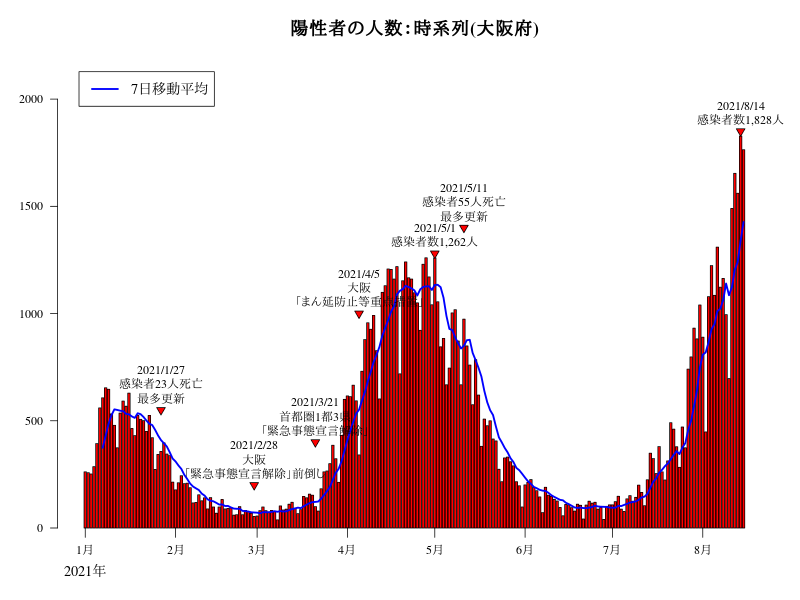 陽性者の人数：時系列(大阪府)
7日移動平均
2021/8/14
感染者数1,828人
2021/5/11
感染者55人死亡
最多更新
2021/5/1
感染者数1,262人
2021/4/5
大阪
「まん延防止等重点措置」
2021/1/27
感染者23人死亡
最多更新
2021/3/21
首都圏1都3県
「緊急事態宣言解除」
2021/2/28
大阪
「緊急事態宣言解除」前倒し
2000
1500
1000
500
0
1月 2月 3月 4月 5月 6月 7月 8月
2021年